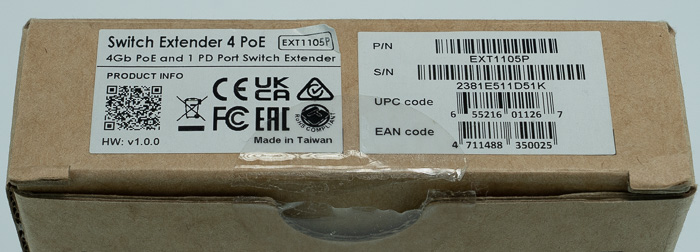 Switch Extender 4 PoE EXT1105P
4Gb PoE and 1 PD Port Switch Extender
PRODUCT INFO
CE UK CA
FC EAC
RoHS COMPLIANT
HW: v1.0.0
Made in Taiwan
P/N
EXT1105P
S/N
2381E511D51K
UPC code
6 55216 01126 7
EAN code
4 711488 350025